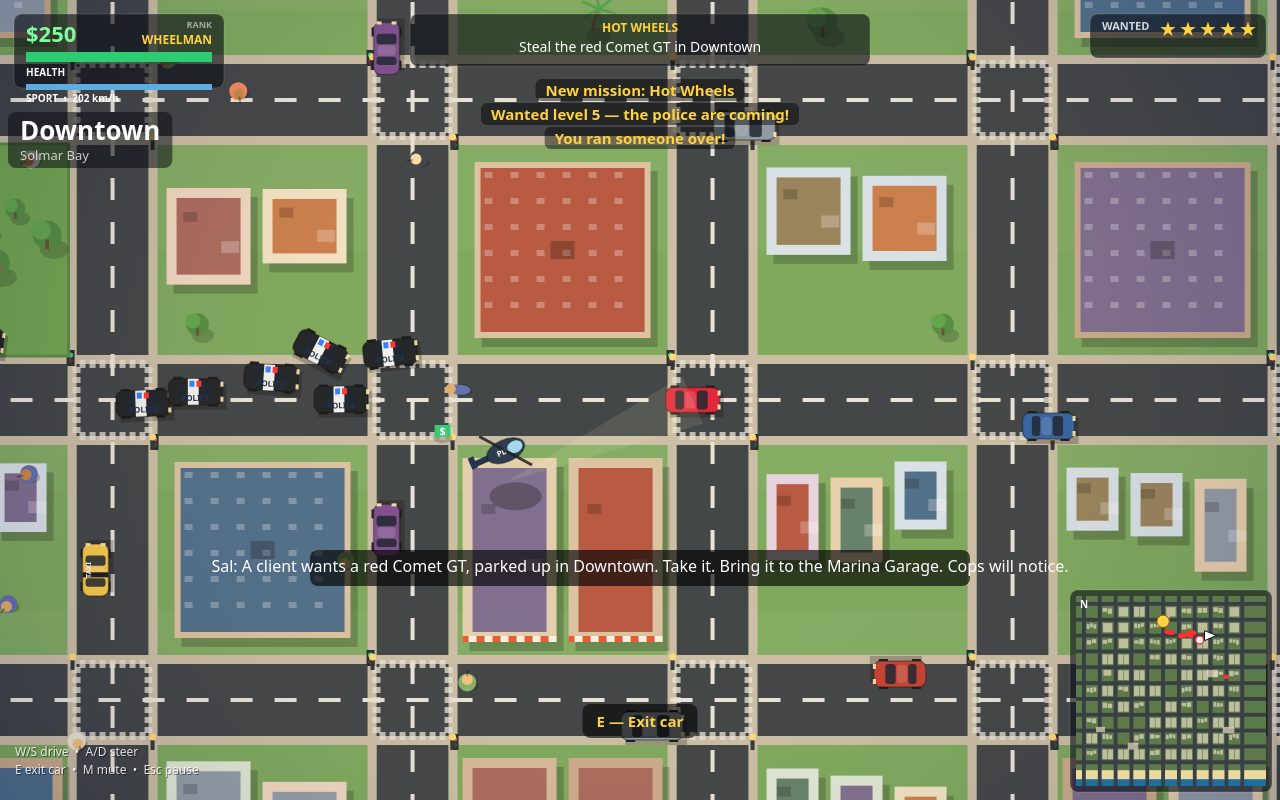 $250
RANK
WHEELMAN
HEALTH
SPORT • 202 km/h
Downtown
Solmar Bay
HOT WHEELS
Steal the red Comet GT in Downtown
New mission: Hot Wheels
Wanted level 5 — the police are coming!
You ran someone over!
WANTED ★★★★★
$
TAXI
Sal: A client wants a red Comet GT, parked up in Downtown. Take it. Bring it to the Marina Garage. Cops will notice.
N
E — Exit car
W/S drive • A/D steer
E exit car • M mute • Esc pause